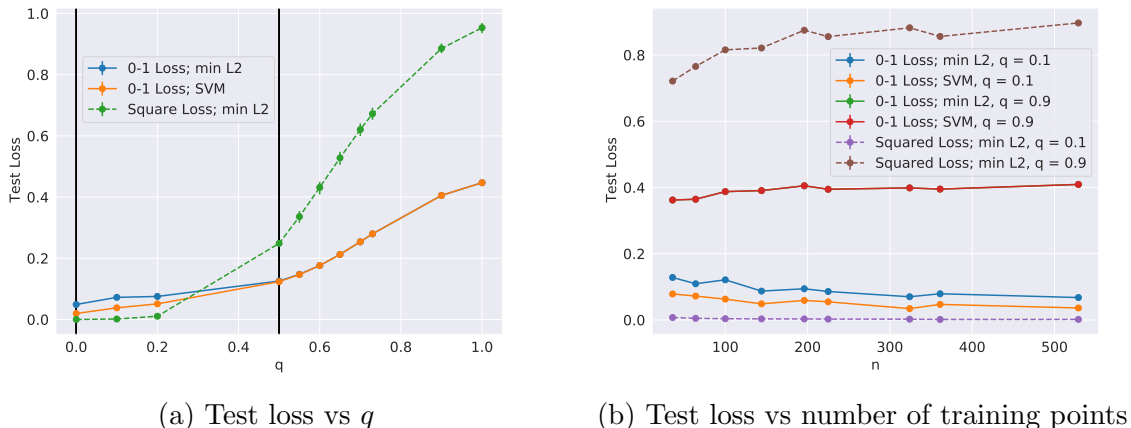 1.0
0.8
0.6
0.4
0.2
0.0
Test Loss
0-1 Loss; min L2
0-1 Loss; SVM
Square Loss; min L2
0.0 0.2 0.4 0.6 0.8 1.0
q
(a) Test loss vs q
0.8
0.6
0.4
0.2
0.0
Test Loss
0-1 Loss; min L2, q = 0.1
0-1 Loss; SVM, q = 0.1
0-1 Loss; min L2, q = 0.9
0-1 Loss; SVM, q = 0.9
Squared Loss; min L2, q = 0.1
Squared Loss; min L2, q = 0.9
100 200 300 400 500
n
(b) Test loss vs number of training points